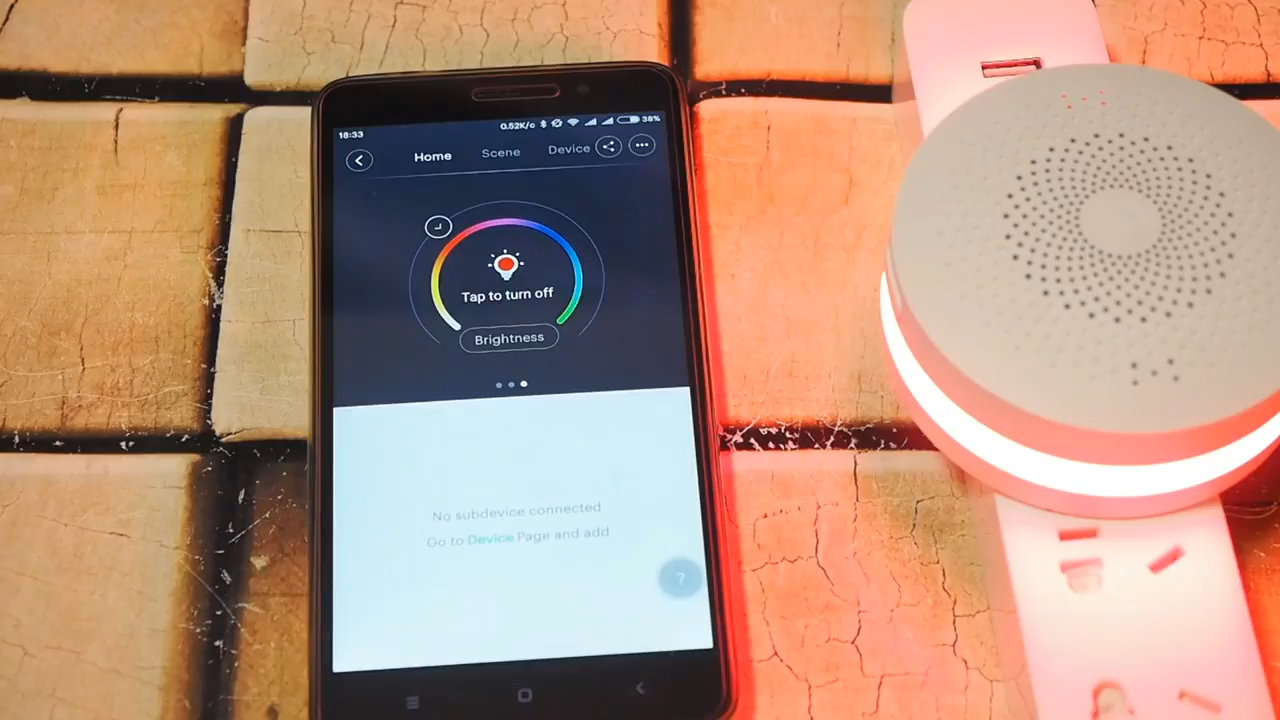 18:33
0.52K/c
38%
Home
Scene
Device
Tap to turn off
Brightness
No subdevice connected
Go to Device Page and add
?